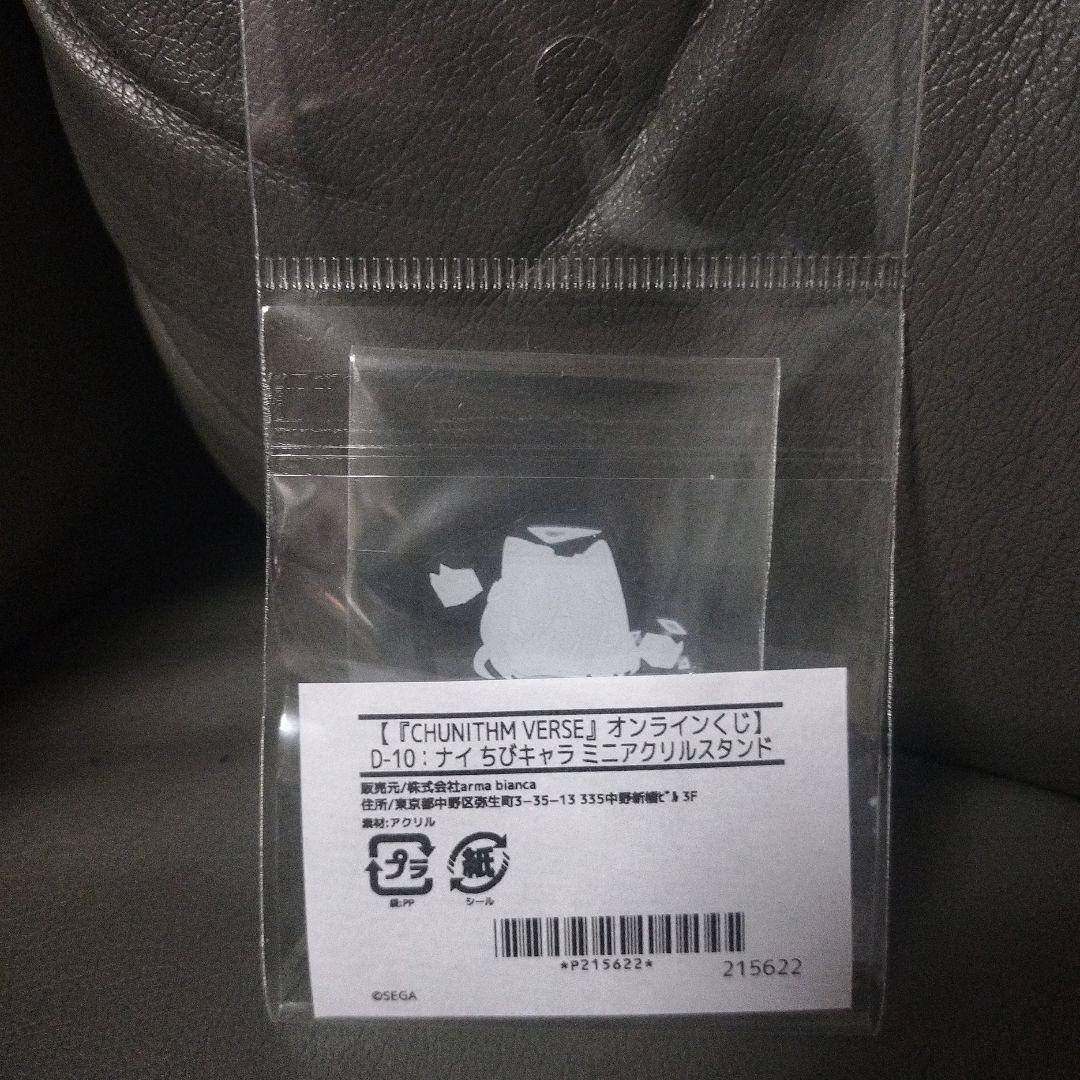 【『CHUNITHM VERSE』オンラインくじ】
D-10：ナイ ちびキャラ ミニアクリルスタンド
販売元/株式会社arma bianca
住所/東京都中野区弥生町3-35-13 335中野新橋ﾋﾞﾙ 3F
素材:アクリル
プラ 紙
袋:PP シール
*P215622* 215622
©SEGA